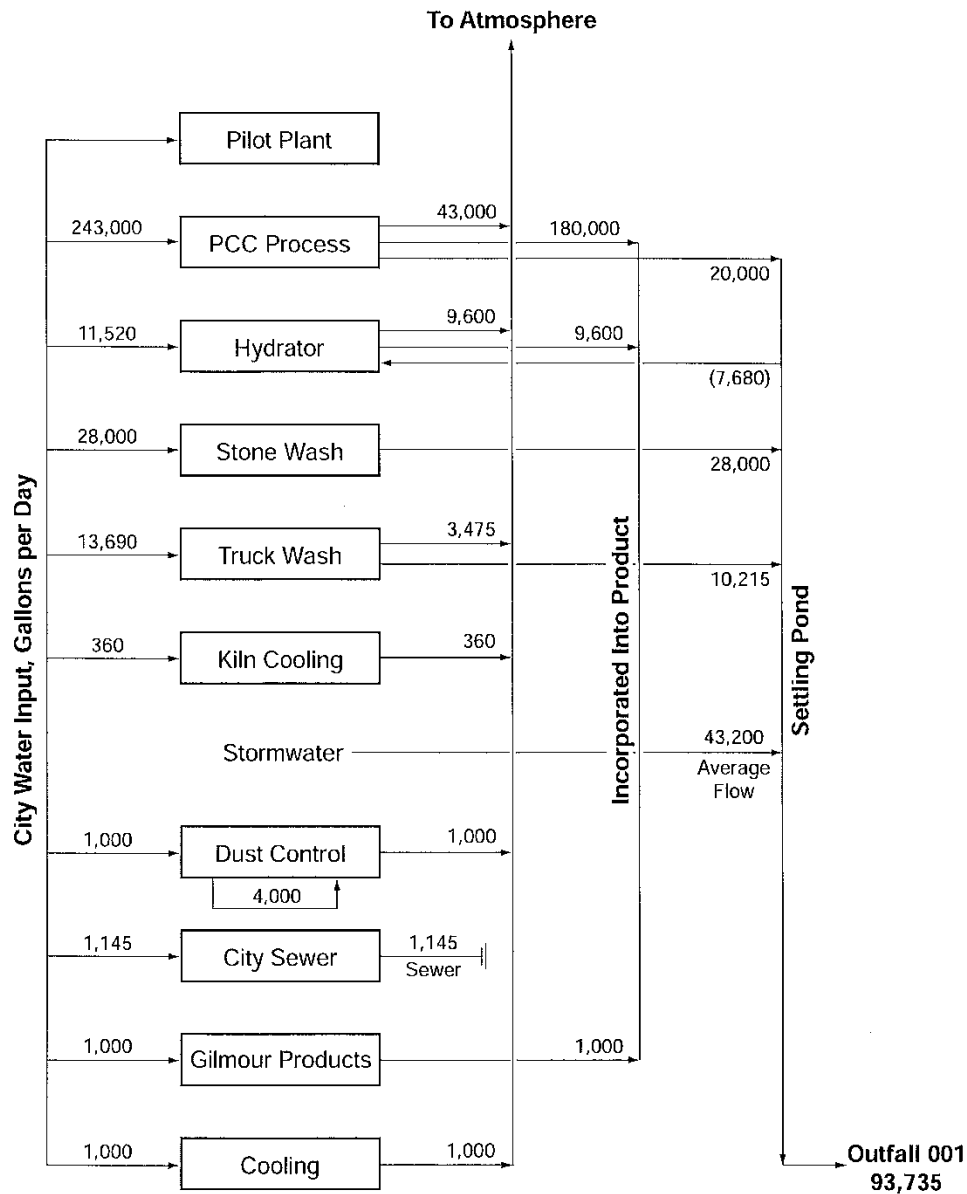 To Atmosphere
Pilot Plant
243,000
PCC Process
43,000
180,000
20,000
11,520
Hydrator
9,600
9,600
(7,680)
28,000
Stone Wash
28,000
13,690
Truck Wash
3,475
10,215
360
Kiln Cooling
360
City Water Input, Gallons per Day
Incorporated Into Product
Settling Pond
Stormwater
43,200
Average
Flow
1,000
Dust Control
1,000
4,000
1,145
City Sewer
1,145
Sewer
1,000
Gilmour Products
1,000
1,000
Cooling
1,000
Outfall 001
93,735